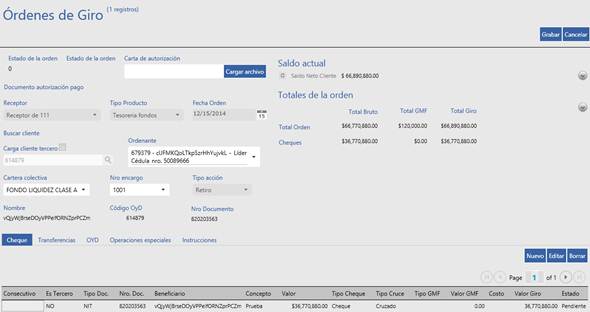 Órdenes de Giro (1 registros)
Grabar Cancelar
Estado de la orden Estado de la orden Carta de autorización
0 Cargar archivo
Documento autorización pago
Receptor Tipo Producto Fecha Orden
Receptor de 111 Tesoreria fondos 12/15/2014 15
Buscar cliente
Carga cliente tercero Ordenante
614879 679379 - cUFMKQoLTkpSzrHhYujvkL - Líder
Cédula nro. 50089666
Cartera colectiva Nro encargo Tipo acción
FONDO LIQUIDEZ CLASE A 1001 Retiro
Nombre Código OyD Nro Documento
614879 820203563
Saldo actual
Saldo Neto Cliente $ 66,890,880.00
Totales de la orden
Total Bruto Total GMF Total Giro
Total Orden $66,770,880.00 $120,000.00 $66,890,880.00
Cheques $36,770,880.00 $0.00 $36,770,880.00
Cheque Transferencias OYD Operaciones especiales Instrucciones
Nuevo Editar Borrar
Page 1 of 1
Consecutivo Es Tercero Tipo Doc. Nro. Doc. Beneficiario Concepto Valor Tipo Cheque Tipo Cruce Tipo GMF Valor GMF Costo Valor Giro Estado
NO NIT 820203563 Prueba $36,770,880.00 Cheque Cruzado 0.00 36,770,880.00 Pendiente